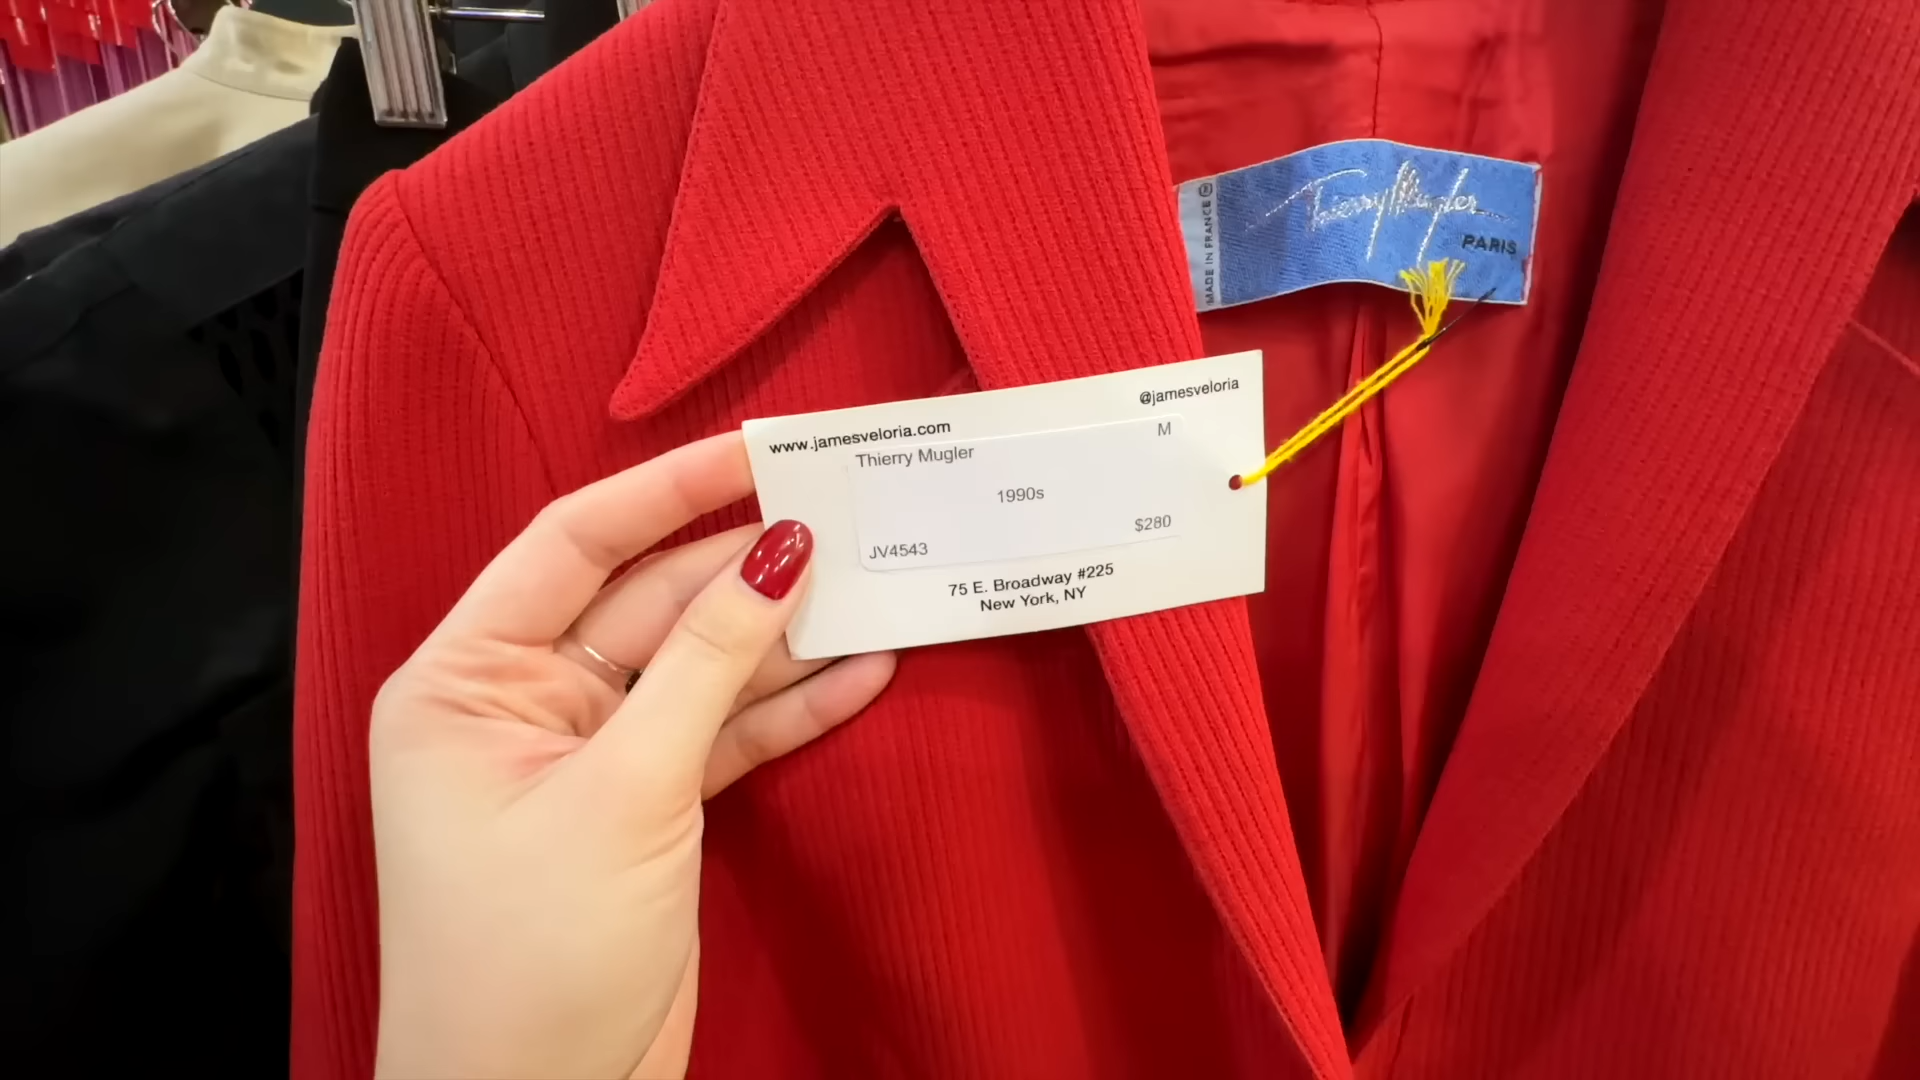 Thierry Mugler
PARIS
MADE IN FRANCE
M
@jamesveloria
www.jamesveloria.com
M
Thierry Mugler
1990s
$280
JV4543
75 E. Broadway #225
New York, NY